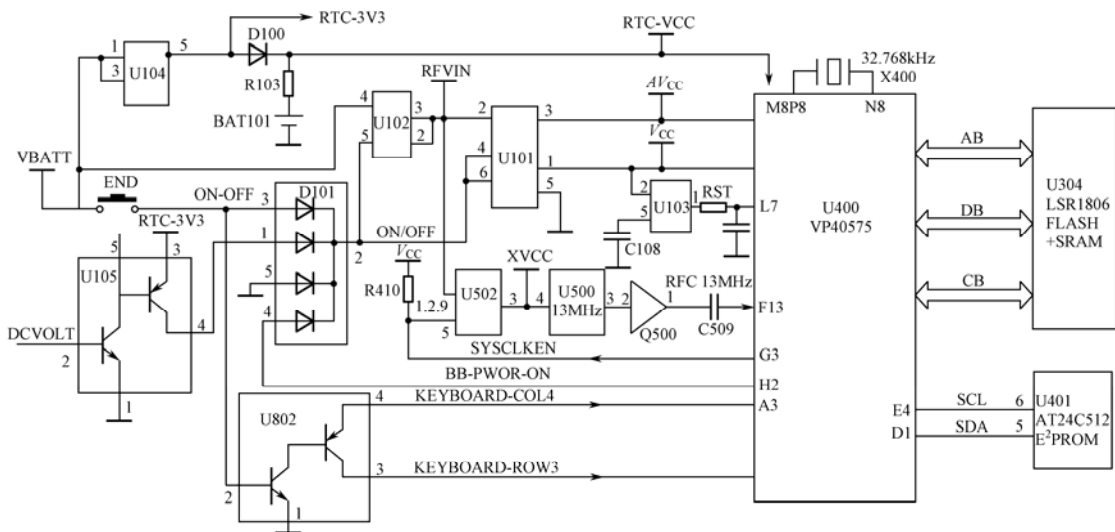 RTC-3V3
RTC-VCC
1
3
U104
5
D100
R103
BAT101
RFVIN
AVCC
VCC
32.768kHz
X400
M8P8
N8
4
5
U102
3
2
2
4
6
U101
3
1
5
VBATT
END
ON-OFF
D101
3
1
5
4
2
ON/OFF
RTC-3V3
5
3
U105
4
DCVOLT
2
1
2
5
U103
1
RST
L7
C108
U400
VP40575
AB
DB
CB
U304
LSR1806
FLASH
+SRAM
VCC
R410
1.2.9
5
U502
3
XVCC
4
U500
13MHz
3
2
1
Q500
RFC 13MHz
C509
F13
SYSCLKEN
G3
BB-PWOR-ON
H2
U802
4
KEYBOARD-COL4
A3
3
KEYBOARD-ROW3
2
1
E4
SCL
6
D1
SDA
5
U401
AT24C512
E²PROM